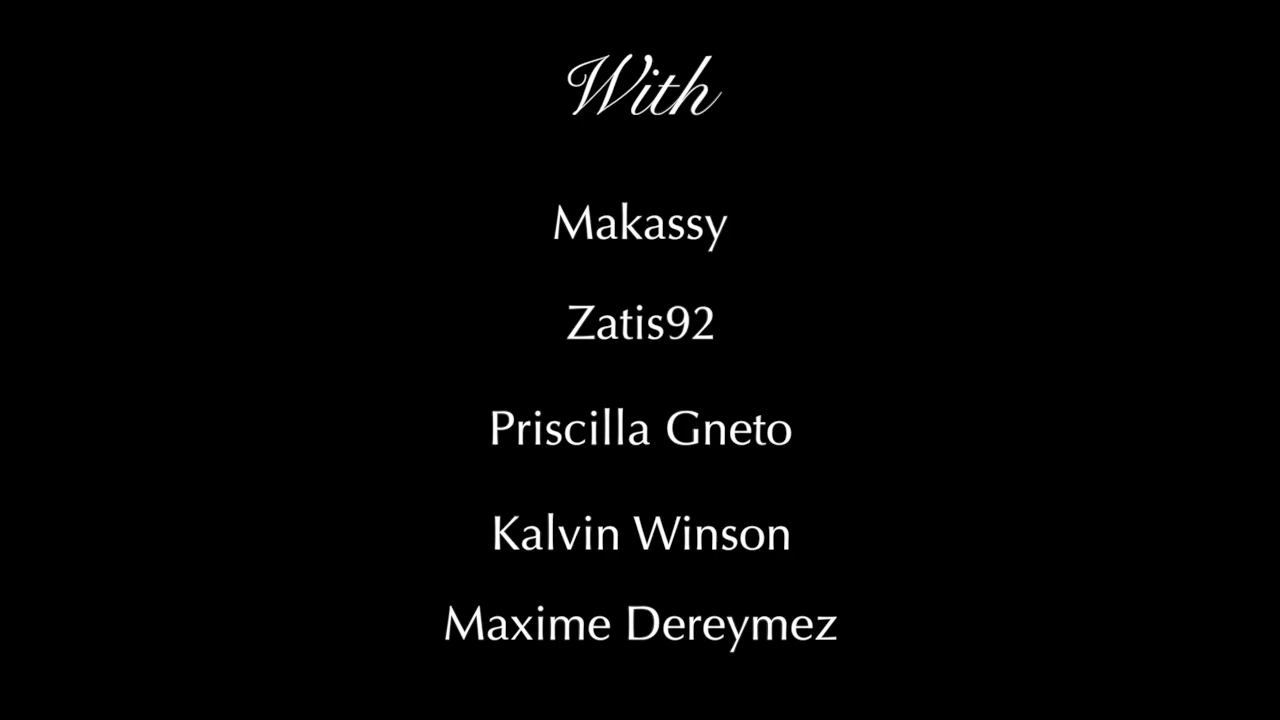 With
Makassy
Zatis92
Priscilla Gneto
Kalvin Winson
Maxime Dereymez